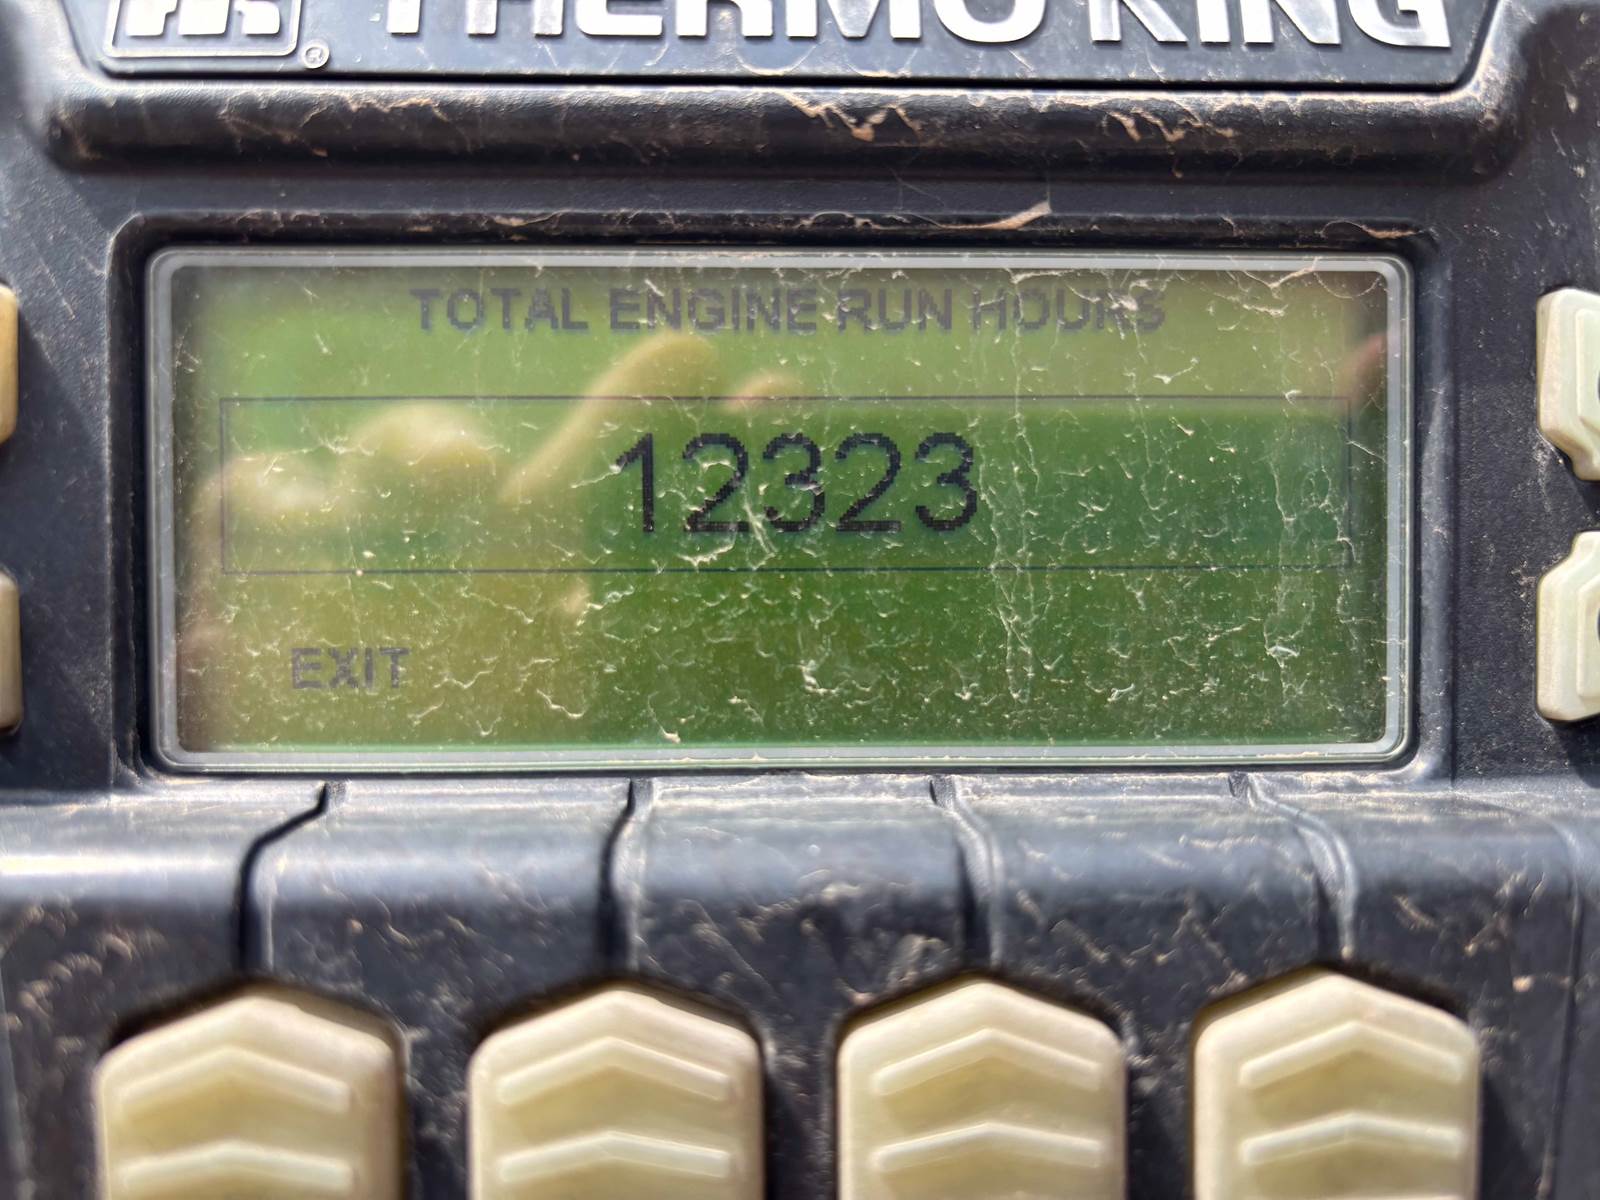 THERMO KING
®
TOTAL ENGINE RUN HOURS
12323
EXIT